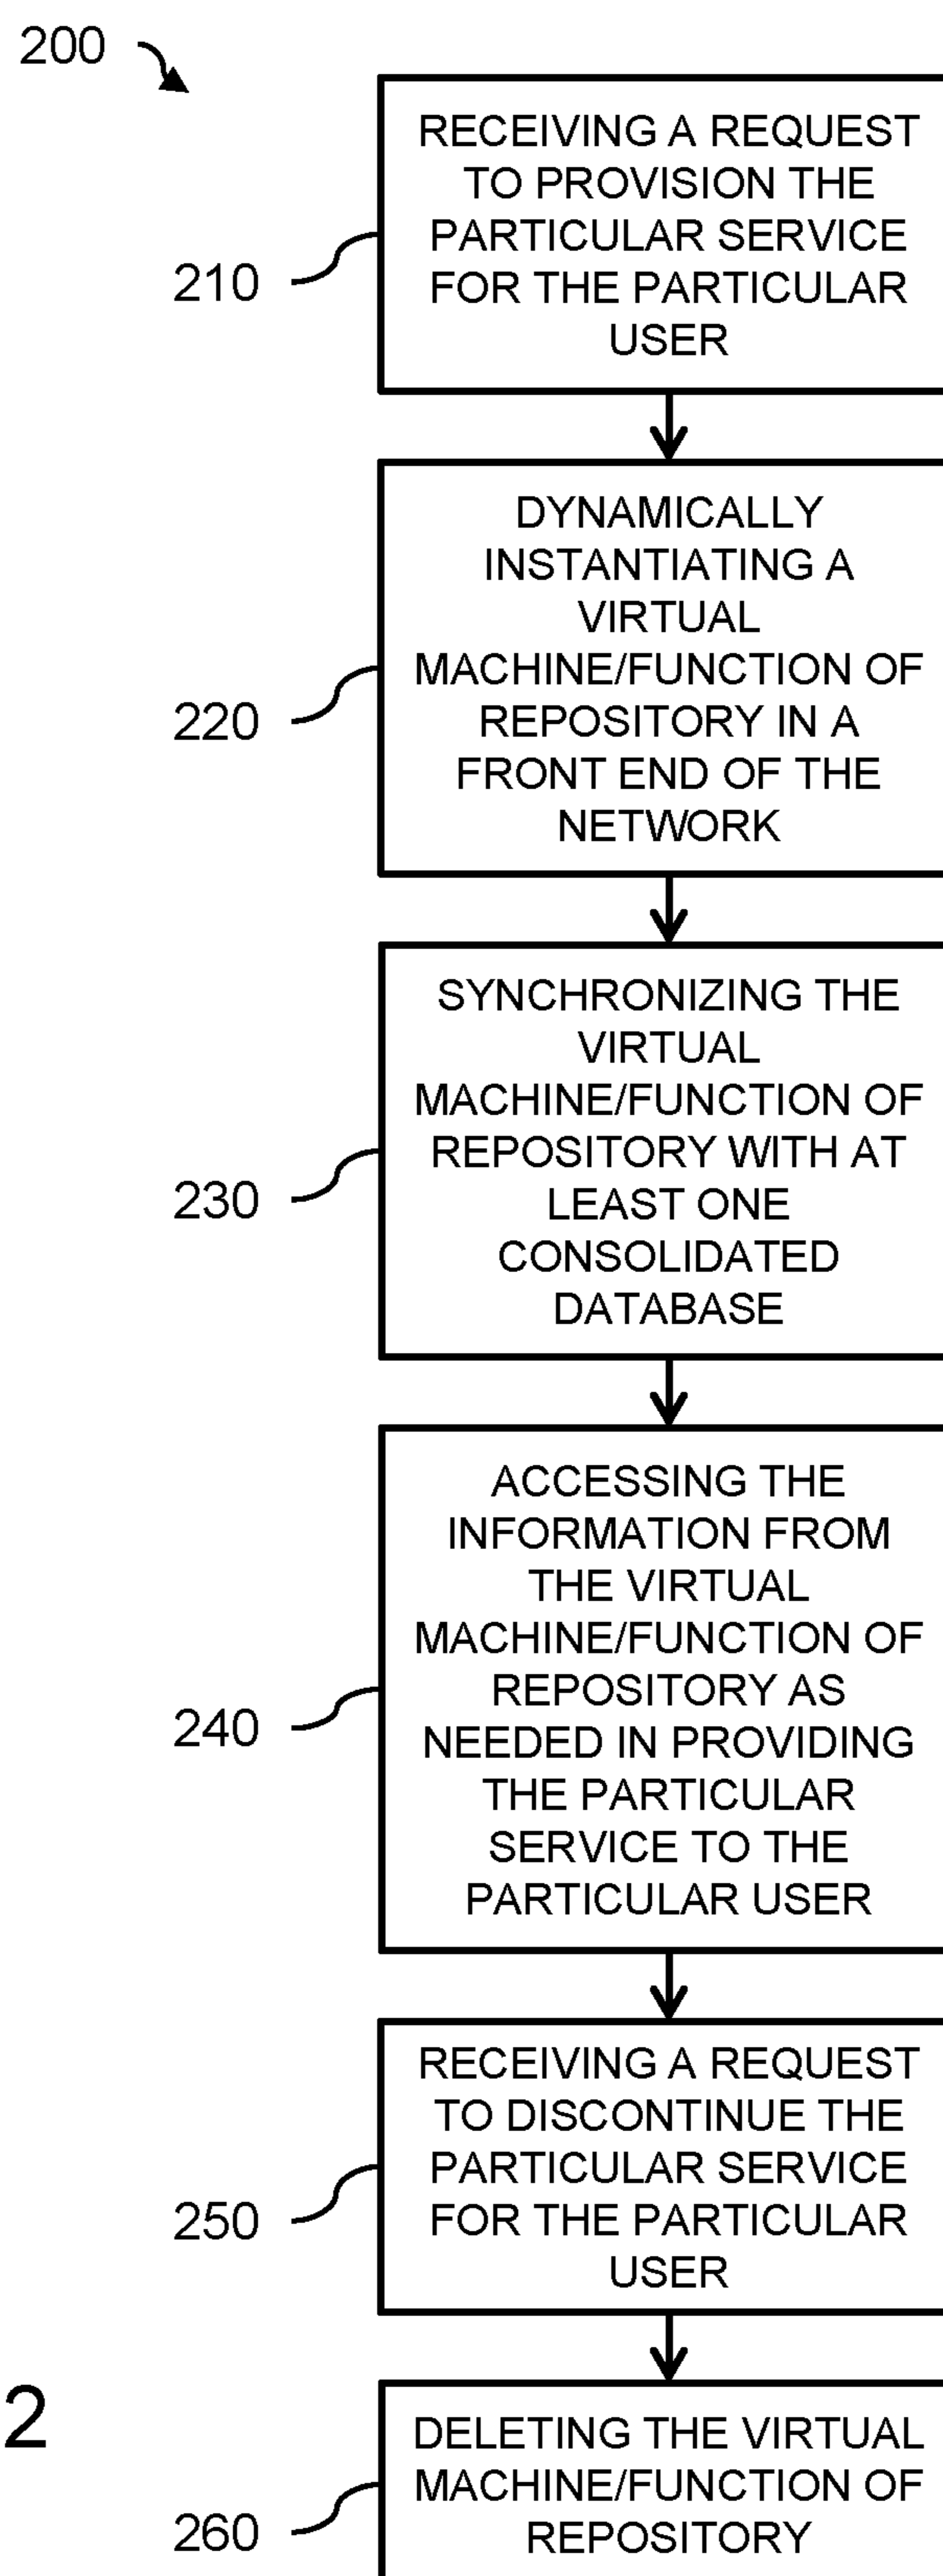 200
RECEIVING A REQUEST
TO PROVISION THE
PARTICULAR SERVICE
FOR THE PARTICULAR
USER
210
DYNAMICALLY
INSTANTIATING A
VIRTUAL
MACHINE/FUNCTION OF
REPOSITORY IN A
FRONT END OF THE
NETWORK
220
SYNCHRONIZING THE
VIRTUAL
MACHINE/FUNCTION OF
REPOSITORY WITH AT
LEAST ONE
CONSOLIDATED
DATABASE
230
ACCESSING THE
INFORMATION FROM
THE VIRTUAL
MACHINE/FUNCTION OF
REPOSITORY AS
NEEDED IN PROVIDING
THE PARTICULAR
SERVICE TO THE
PARTICULAR USER
240
RECEIVING A REQUEST
TO DISCONTINUE THE
PARTICULAR SERVICE
FOR THE PARTICULAR
USER
250
2
DELETING THE VIRTUAL
MACHINE/FUNCTION OF
REPOSITORY
260